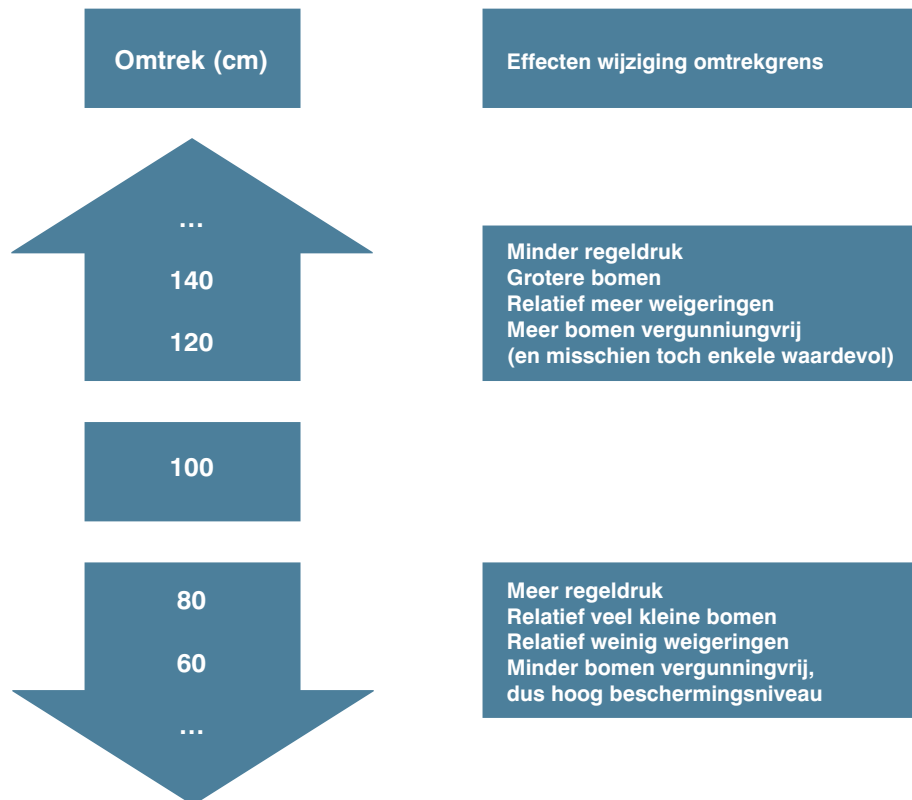 Omtrek (cm)
Effecten wijziging omtrekgrens
...
140
120
Minder regeldruk
Grotere bomen
Relatief meer weigeringen
Meer bomen vergunniungvrij
(en misschien toch enkele waardevol)
100
80
60
...
Meer regeldruk
Relatief veel kleine bomen
Relatief weinig weigeringen
Minder bomen vergunningvrij,
dus hoog beschermingsniveau